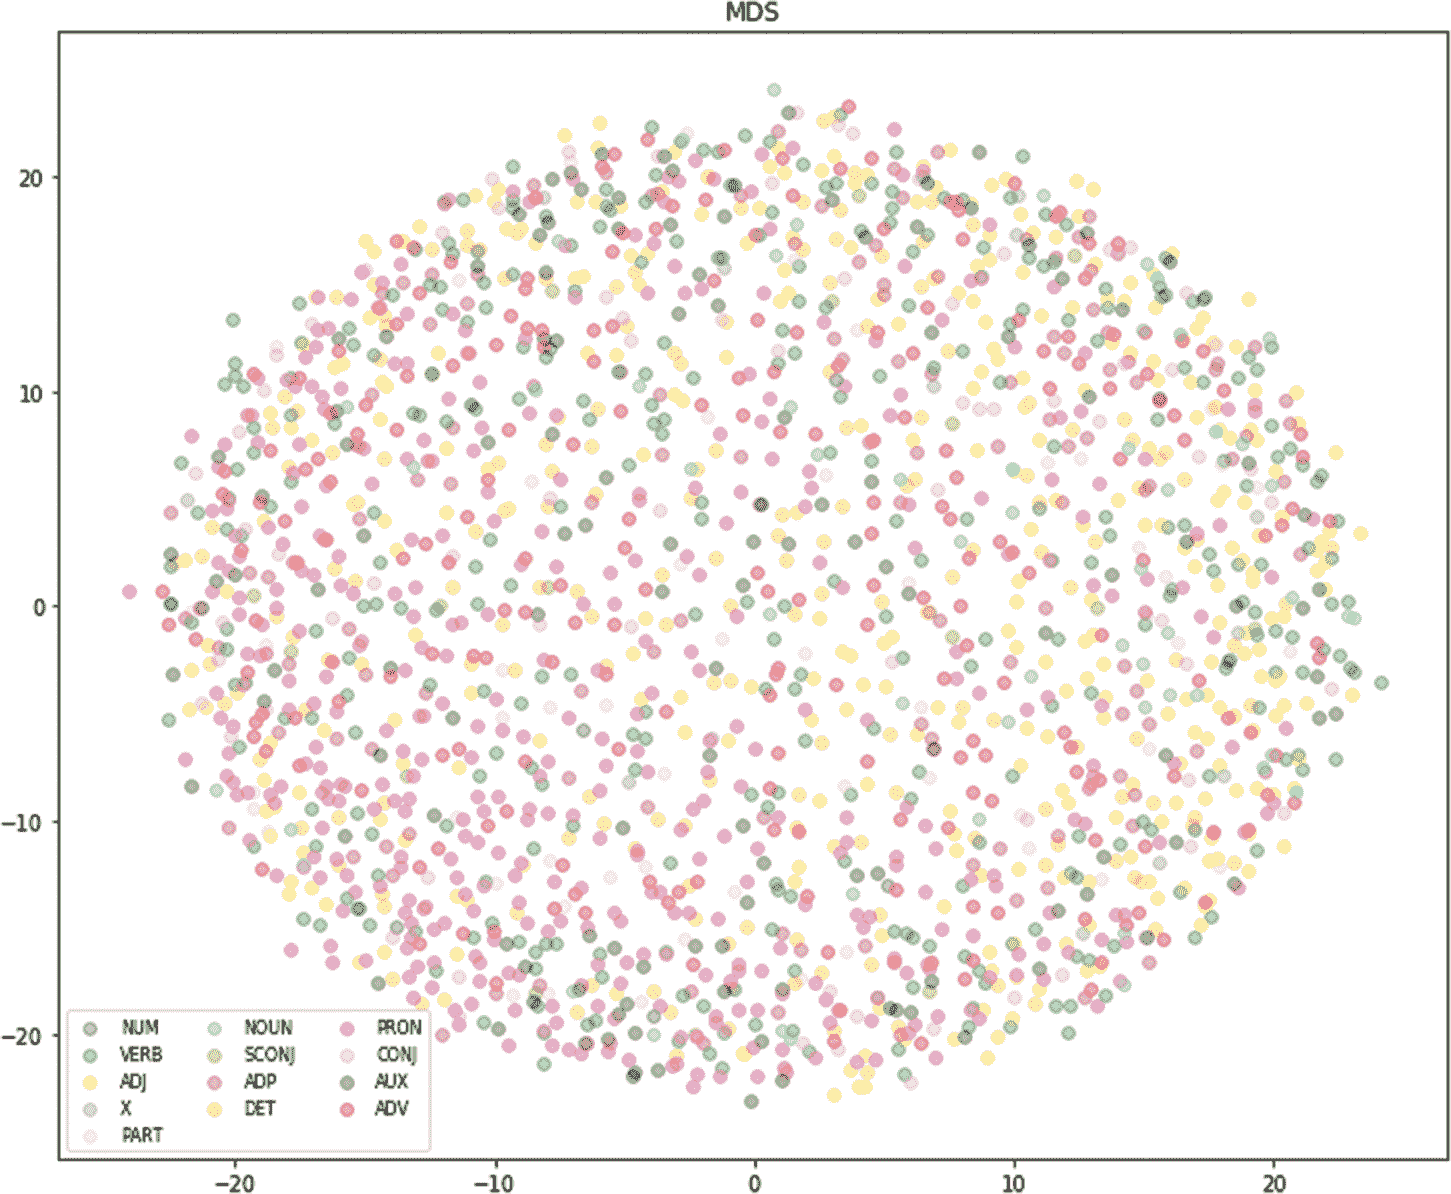 MDS
20
10
0
−10
−20
NUM NOUN PRON
VERB SCONJ CONJ
ADJ ADP AUX
X DET ADV
PART
−20 −10 0 10 20